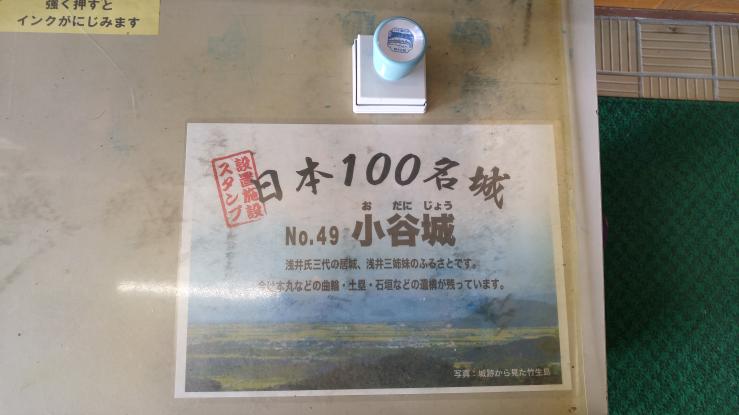 強く押すと
インクがにじみます
設置施設
スタンプ
日本100名城
お だに じょう
No.49 小谷城
浅井氏三代の居城、浅井三姉妹のふるさとです。
本丸などの曲輪・土塁・石垣などの遺構が残っています。
写真：城跡から見た竹生島